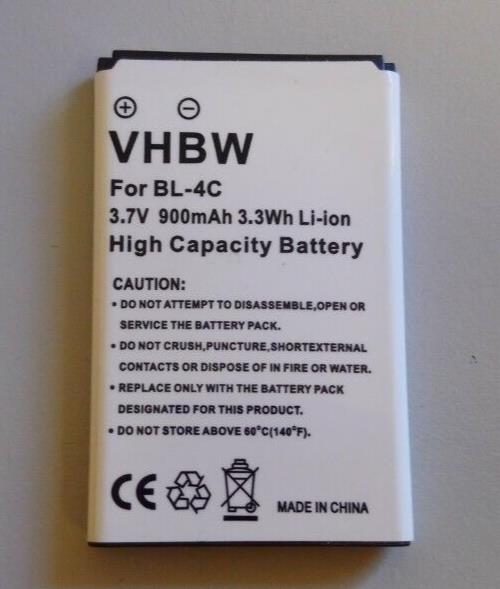 + -
VHBW
For BL-4C
3.7V 900mAh 3.3Wh Li-ion
High Capacity Battery
CAUTION:
• DO NOT ATTEMPT TO DISASSEMBLE,OPEN OR
SERVICE THE BATTERY PACK.
• DO NOT CRUSH,PUNCTURE,SHORTEXTERNAL
CONTACTS OR DISPOSE OF IN FIRE OR WATER.
• REPLACE ONLY WITH THE BATTERY PACK
DESIGNATED FOR THIS PRODUCT.
• DO NOT STORE ABOVE 60°C(140°F).
CE MADE IN CHINA